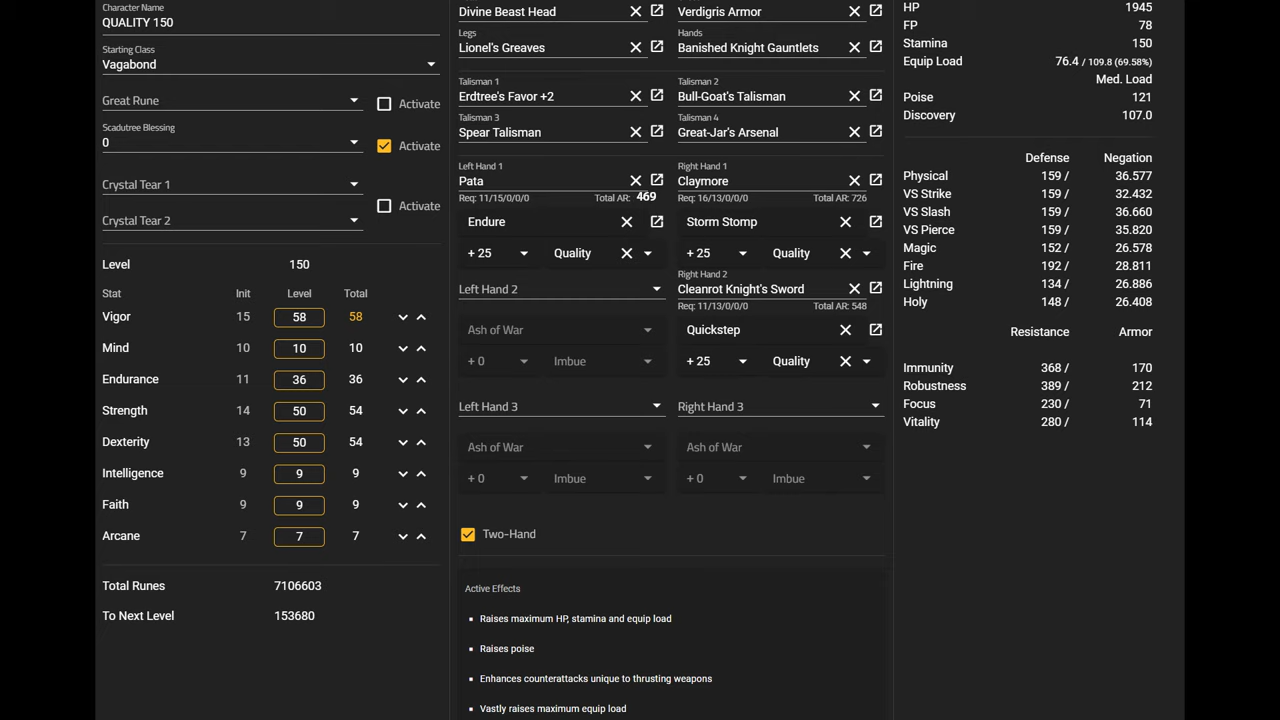 Character Name
QUALITY 150
Starting Class
Vagabond
Great Rune
Activate
Scadutree Blessing
0
Activate
Crystal Tear 1
Activate
Crystal Tear 2
Level 150
Stat Init Level Total
Vigor 15 58 58
Mind 10 10 10
Endurance 11 36 36
Strength 14 50 54
Dexterity 13 50 54
Intelligence 9 9 9
Faith 9 9 9
Arcane 7 7 7
Total Runes 7106603
To Next Level 153680
Divine Beast Head
Verdigris Armor
Legs
Lionel's Greaves
Hands
Banished Knight Gauntlets
Talisman 1
Erdtree's Favor +2
Talisman 2
Bull-Goat's Talisman
Talisman 3
Spear Talisman
Talisman 4
Great-Jar's Arsenal
Left Hand 1
Pata
Req: 11/15/0/0/0 Total AR: 469
Endure
+ 25 Quality
Right Hand 1
Claymore
Req: 16/13/0/0/0 Total AR: 726
Storm Stomp
+ 25 Quality
Left Hand 2
Ash of War
+ 0 Imbue
Right Hand 2
Cleanrot Knight's Sword
Req: 11/13/0/0/0 Total AR: 548
Quickstep
+ 25 Quality
Left Hand 3
Ash of War
+ 0 Imbue
Right Hand 3
Ash of War
+ 0 Imbue
Two-Hand
Active Effects
Raises maximum HP, stamina and equip load
Raises poise
Enhances counterattacks unique to thrusting weapons
Vastly raises maximum equip load
HP 1945
FP 78
Stamina 150
Equip Load 76.4 / 109.8 (69.58%)
Med. Load
Poise 121
Discovery 107.0
Defense Negation
Physical 159 / 36.577
VS Strike 159 / 32.432
VS Slash 159 / 36.660
VS Pierce 159 / 35.820
Magic 152 / 26.578
Fire 192 / 28.811
Lightning 134 / 26.886
Holy 148 / 26.408
Resistance Armor
Immunity 368 / 170
Robustness 389 / 212
Focus 230 / 71
Vitality 280 / 114